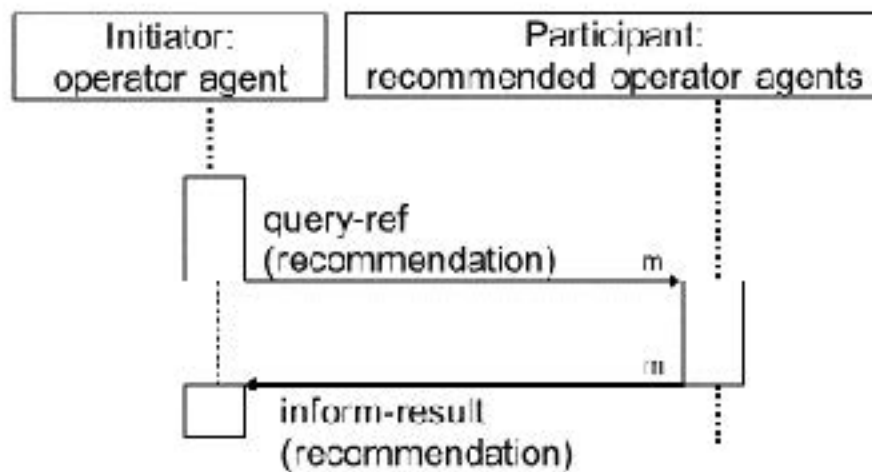 Initiator:
operator agent
Participant:
recommended operator agents
query-ref
(recommendation)
m
m
inform-result
(recommendation)